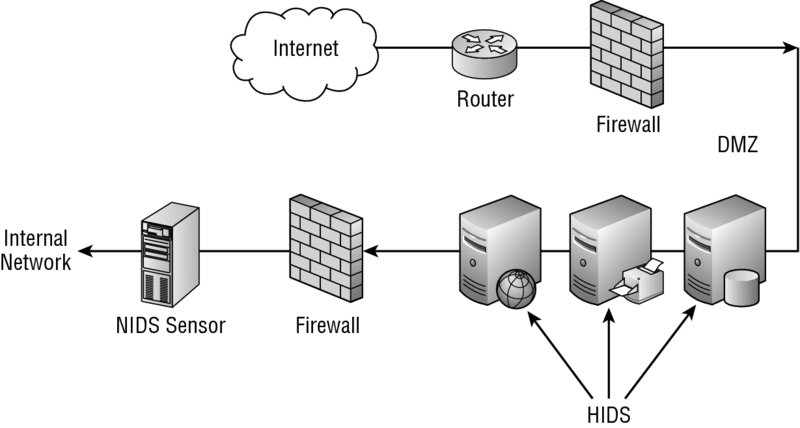 Internet
Router
Firewall
DMZ
Internal
Network
NIDS Sensor
Firewall
HIDS